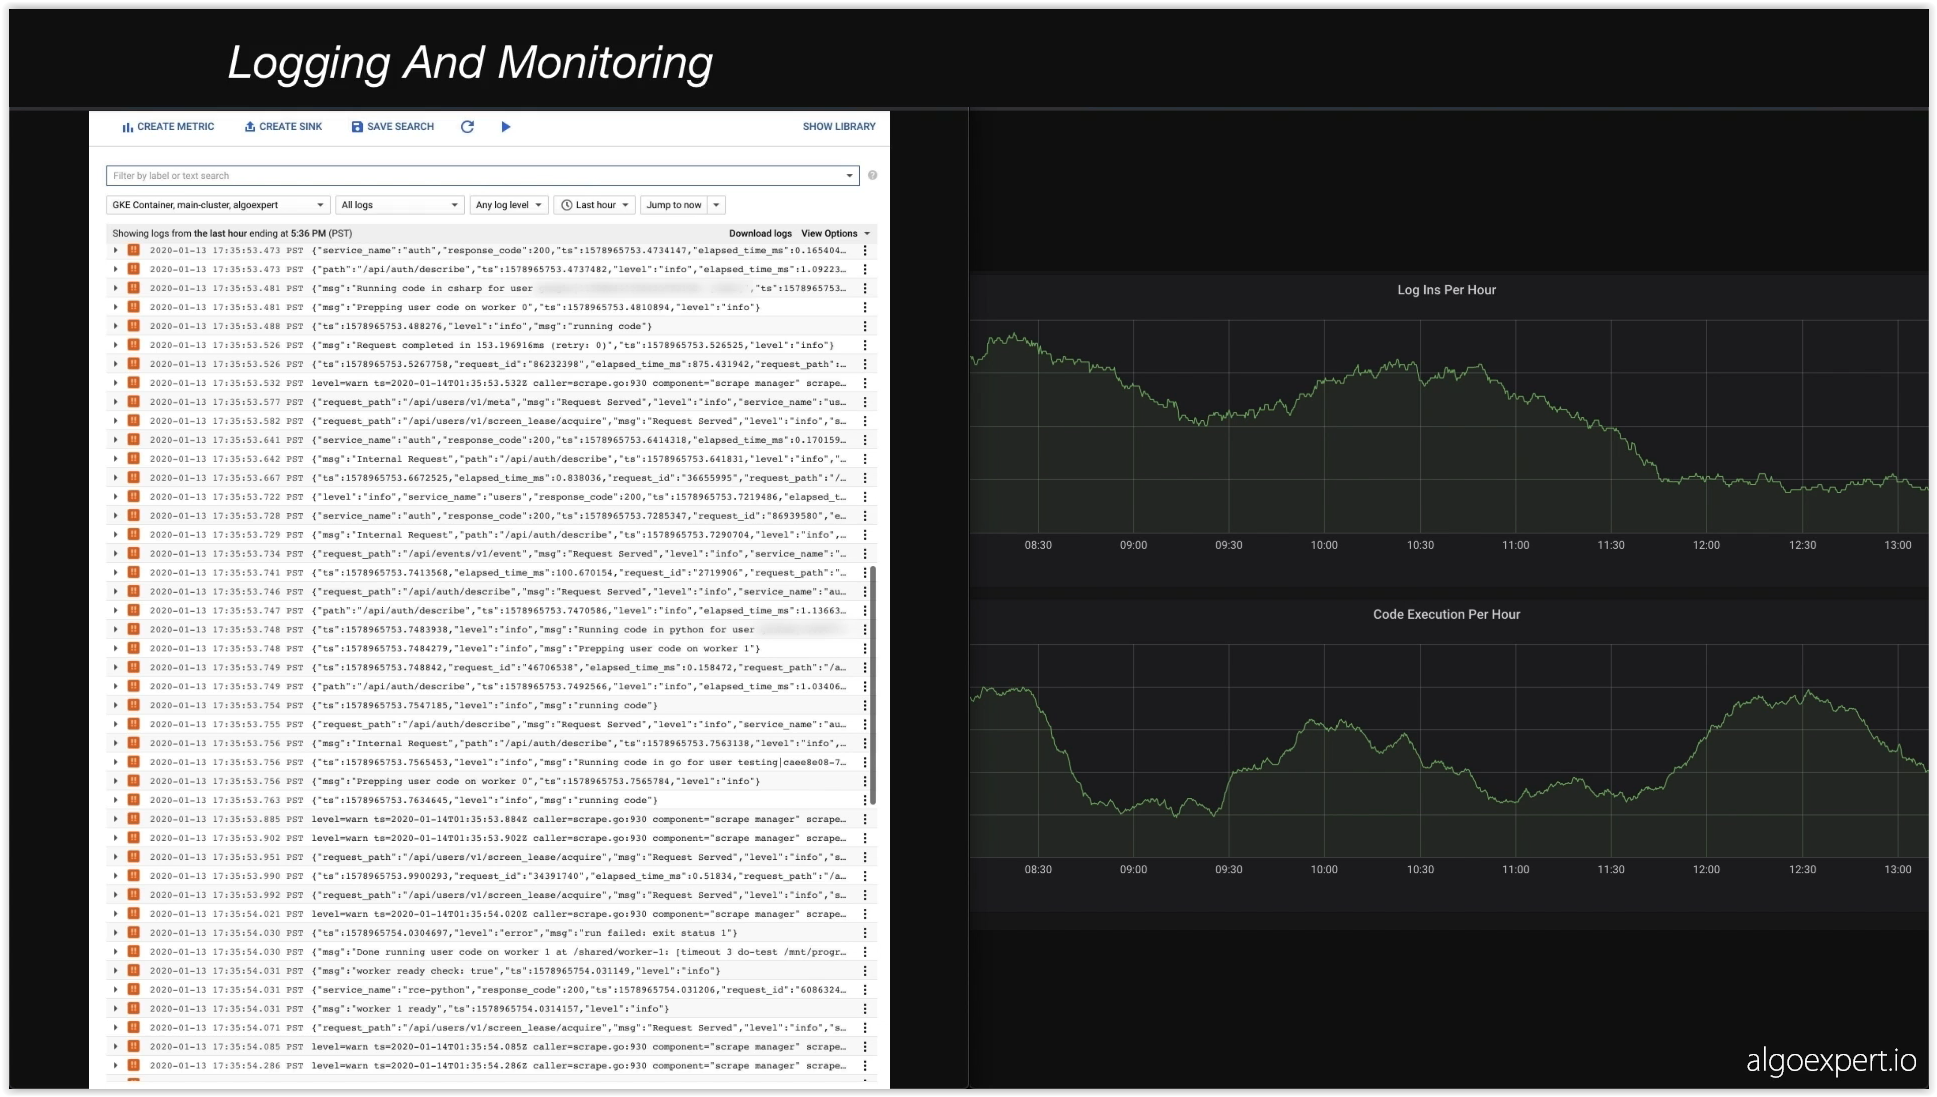 Logging And Monitoring
CREATE METRIC CREATE SINK SAVE SEARCH SHOW LIBRARY
Filter by label or text search
GKE Container, main-cluster, algoexpert All logs Any log level Last hour Jump to now
Showing logs from the last hour ending at 5:36 PM (PST) Download logs View Options
2020-01-13 17:35:53.473 PST {"service_name":"auth","response_code":200,"ts":1578965753.4734147,"elapsed_time_ms":0.165404…
2020-01-13 17:35:53.473 PST {"path":"/api/auth/describe","ts":1578965753.4737482,"level":"info","elapsed_time_ms":1.09223…
2020-01-13 17:35:53.481 PST {"msg":"Running code in csharp for user ","ts":1578965753…
2020-01-13 17:35:53.481 PST {"msg":"Prepping user code on worker 0","ts":1578965753.4810894,"level":"info"}
2020-01-13 17:35:53.488 PST {"ts":1578965753.488276,"level":"info","msg":"running code"}
2020-01-13 17:35:53.526 PST {"msg":"Request completed in 153.196916ms (retry: 0)","ts":1578965753.526525,"level":"info"}
2020-01-13 17:35:53.526 PST {"ts":1578965753.5267758,"request_id":"86232398","elapsed_time_ms":875.431942,"request_path":…
2020-01-13 17:35:53.532 PST level=warn ts=2020-01-14T01:35:53.532Z caller=scrape.go:930 component="scrape manager" scrape…
2020-01-13 17:35:53.577 PST {"request_path":"/api/users/v1/meta","msg":"Request Served","level":"info","service_name":"us…
2020-01-13 17:35:53.582 PST {"request_path":"/api/users/v1/screen_lease/acquire","msg":"Request Served","level":"info","s…
2020-01-13 17:35:53.641 PST {"service_name":"auth","response_code":200,"ts":1578965753.6414318,"elapsed_time_ms":0.170159…
2020-01-13 17:35:53.642 PST {"msg":"Internal Request","path":"/api/auth/describe","ts":1578965753.641831,"level":"info","…
2020-01-13 17:35:53.667 PST {"ts":1578965753.6672525,"elapsed_time_ms":0.838036,"request_id":"36655995","request_path":"/…
2020-01-13 17:35:53.722 PST {"level":"info","service_name":"users","response_code":200,"ts":1578965753.7219486,"elapsed_t…
2020-01-13 17:35:53.728 PST {"service_name":"auth","response_code":200,"ts":1578965753.7285347,"request_id":"86939580","e…
2020-01-13 17:35:53.729 PST {"msg":"Internal Request","path":"/api/auth/describe","ts":1578965753.7290704,"level":"info",…
2020-01-13 17:35:53.734 PST {"request_path":"/api/events/v1/event","msg":"Request Served","level":"info","service_name":"…
2020-01-13 17:35:53.741 PST {"ts":1578965753.7413568,"elapsed_time_ms":100.670154,"request_id":"2719906","request_path":"…
2020-01-13 17:35:53.746 PST {"request_path":"/api/auth/describe","msg":"Request Served","level":"info","service_name":"au…
2020-01-13 17:35:53.747 PST {"path":"/api/auth/describe","ts":1578965753.7470586,"level":"info","elapsed_time_ms":1.13663…
2020-01-13 17:35:53.748 PST {"ts":1578965753.7483938,"level":"info","msg":"Running code in python for user
2020-01-13 17:35:53.748 PST {"ts":1578965753.7484279,"level":"info","msg":"Prepping user code on worker 1"}
2020-01-13 17:35:53.749 PST {"ts":1578965753.748842,"request_id":"46706538","elapsed_time_ms":0.158472,"request_path":"/a…
2020-01-13 17:35:53.749 PST {"path":"/api/auth/describe","ts":1578965753.7492566,"level":"info","elapsed_time_ms":1.03406…
2020-01-13 17:35:53.754 PST {"ts":1578965753.7547185,"level":"info","msg":"running code"}
2020-01-13 17:35:53.755 PST {"request_path":"/api/auth/describe","msg":"Request Served","level":"info","service_name":"au…
2020-01-13 17:35:53.756 PST {"msg":"Internal Request","path":"/api/auth/describe","ts":1578965753.7563138,"level":"info",…
2020-01-13 17:35:53.756 PST {"ts":1578965753.7565453,"level":"info","msg":"Running code in go for user testing|caee8e08-7…
2020-01-13 17:35:53.756 PST {"msg":"Prepping user code on worker 0","ts":1578965753.7565784,"level":"info"}
2020-01-13 17:35:53.763 PST {"ts":1578965753.7634645,"level":"info","msg":"running code"}
2020-01-13 17:35:53.885 PST level=warn ts=2020-01-14T01:35:53.884Z caller=scrape.go:930 component="scrape manager" scrape…
2020-01-13 17:35:53.902 PST level=warn ts=2020-01-14T01:35:53.902Z caller=scrape.go:930 component="scrape manager" scrape…
2020-01-13 17:35:53.951 PST {"request_path":"/api/users/v1/screen_lease/acquire","msg":"Request Served","level":"info","s…
2020-01-13 17:35:53.990 PST {"ts":1578965753.9900293,"request_id":"34391740","elapsed_time_ms":0.51834,"request_path":"/a…
2020-01-13 17:35:53.992 PST {"request_path":"/api/users/v1/screen_lease/acquire","msg":"Request Served","level":"info","s…
2020-01-13 17:35:54.021 PST level=warn ts=2020-01-14T01:35:54.020Z caller=scrape.go:930 component="scrape manager" scrape…
2020-01-13 17:35:54.030 PST {"ts":1578965754.0304697,"level":"error","msg":"run failed: exit status 1"}
2020-01-13 17:35:54.030 PST {"msg":"Done running user code on worker 1 at /shared/worker-1: [timeout 3 do-test /mnt/progr…
2020-01-13 17:35:54.031 PST {"msg":"worker ready check: true","ts":1578965754.031149,"level":"info"}
2020-01-13 17:35:54.031 PST {"service_name":"rce-python","response_code":200,"ts":1578965754.031206,"request_id":"6086324…
2020-01-13 17:35:54.031 PST {"msg":"worker 1 ready","ts":1578965754.0314157,"level":"info"}
2020-01-13 17:35:54.071 PST {"request_path":"/api/users/v1/screen_lease/acquire","msg":"Request Served","level":"info","s…
2020-01-13 17:35:54.085 PST level=warn ts=2020-01-14T01:35:54.085Z caller=scrape.go:930 component="scrape manager" scrape…
2020-01-13 17:35:54.286 PST level=warn ts=2020-01-14T01:35:54.286Z caller=scrape.go:930 component="scrape manager" scrape…
Log Ins Per Hour
08:30 09:00 09:30 10:00 10:30 11:00 11:30 12:00 12:30 13:00
Code Execution Per Hour
08:30 09:00 09:30 10:00 10:30 11:00 11:30 12:00 12:30 13:00
algoexpert.io